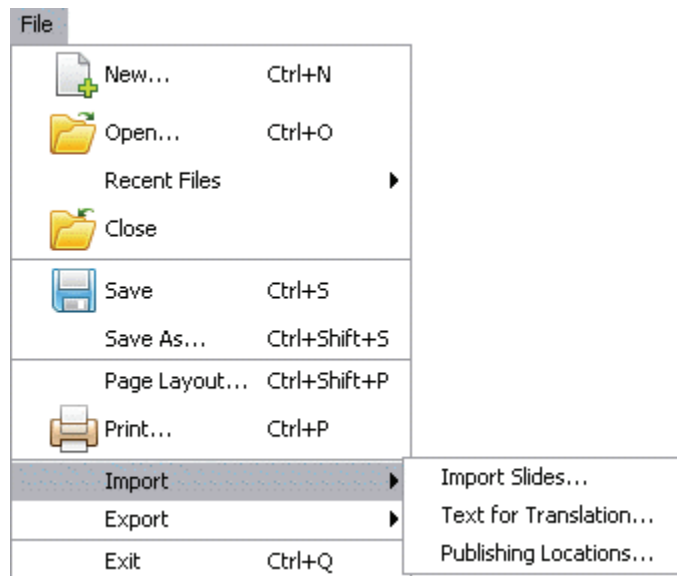 File
New... Ctrl+N
Open... Ctrl+O
Recent Files
Close
Save Ctrl+S
Save As... Ctrl+Shift+S
Page Layout... Ctrl+Shift+P
Print... Ctrl+P
Import
Import Slides...
Export
Text for Translation...
Exit Ctrl+Q
Publishing Locations...